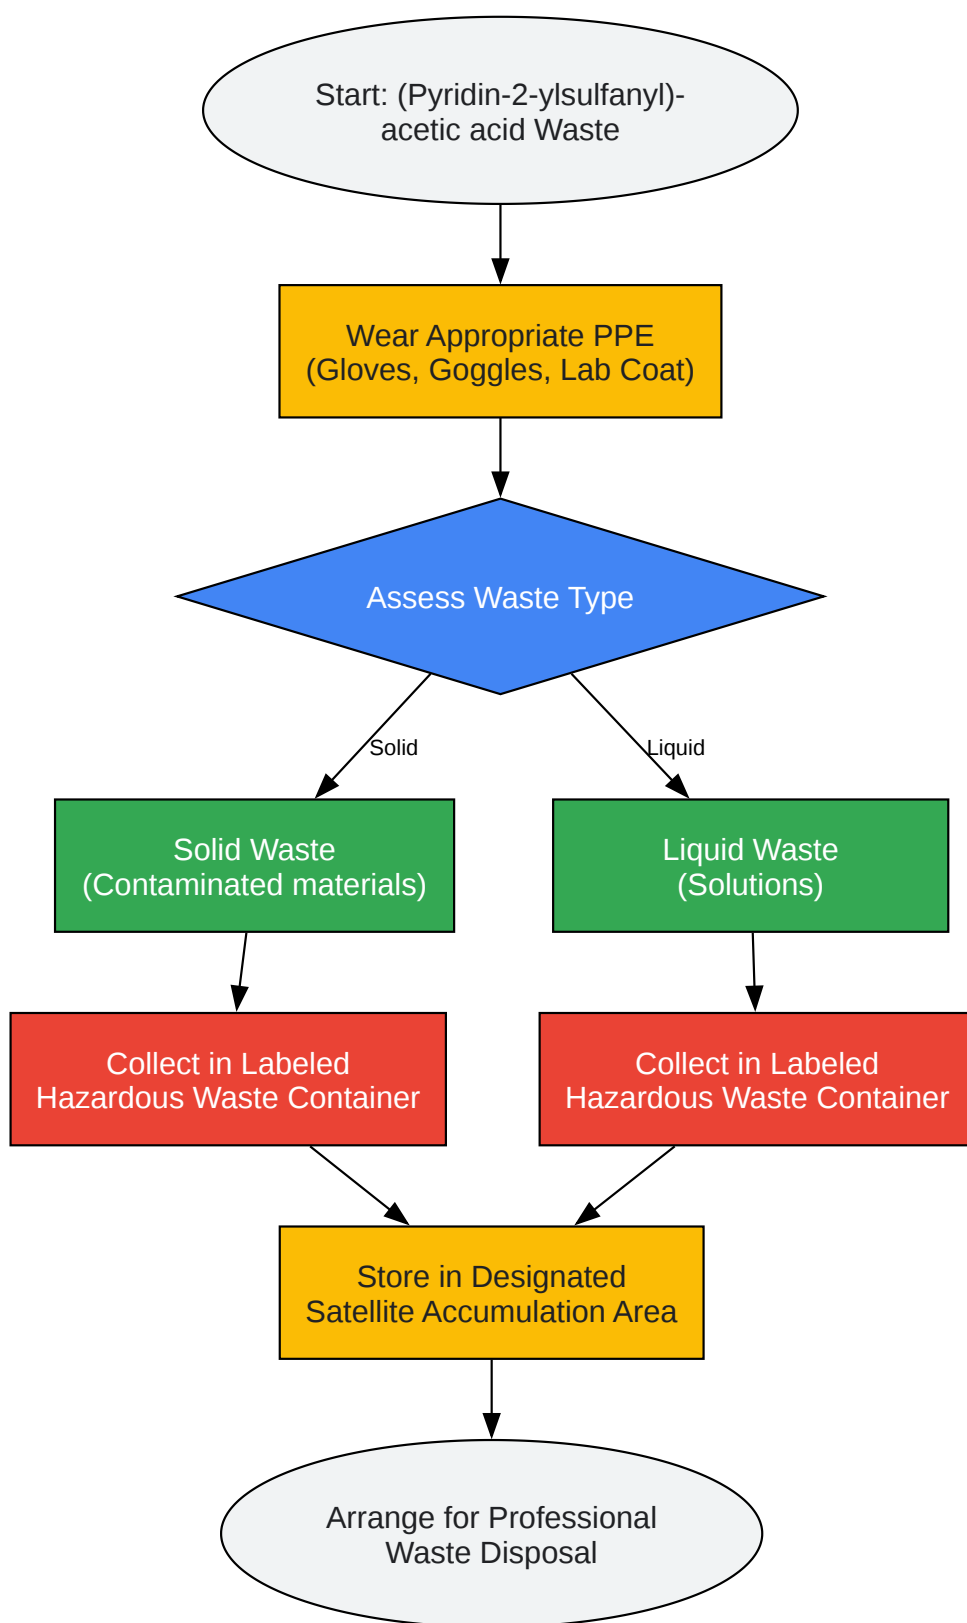 Start: (Pyridin-2-ylsulfanyl)-
acetic acid Waste
Wear Appropriate PPE
(Gloves, Goggles, Lab Coat)
Assess Waste Type
Solid
Liquid
Solid Waste
(Contaminated materials)
Liquid Waste
(Solutions)
Collect in Labeled
Hazardous Waste Container
Collect in Labeled
Hazardous Waste Container
Store in Designated
Satellite Accumulation Area
Arrange for Professional
Waste Disposal